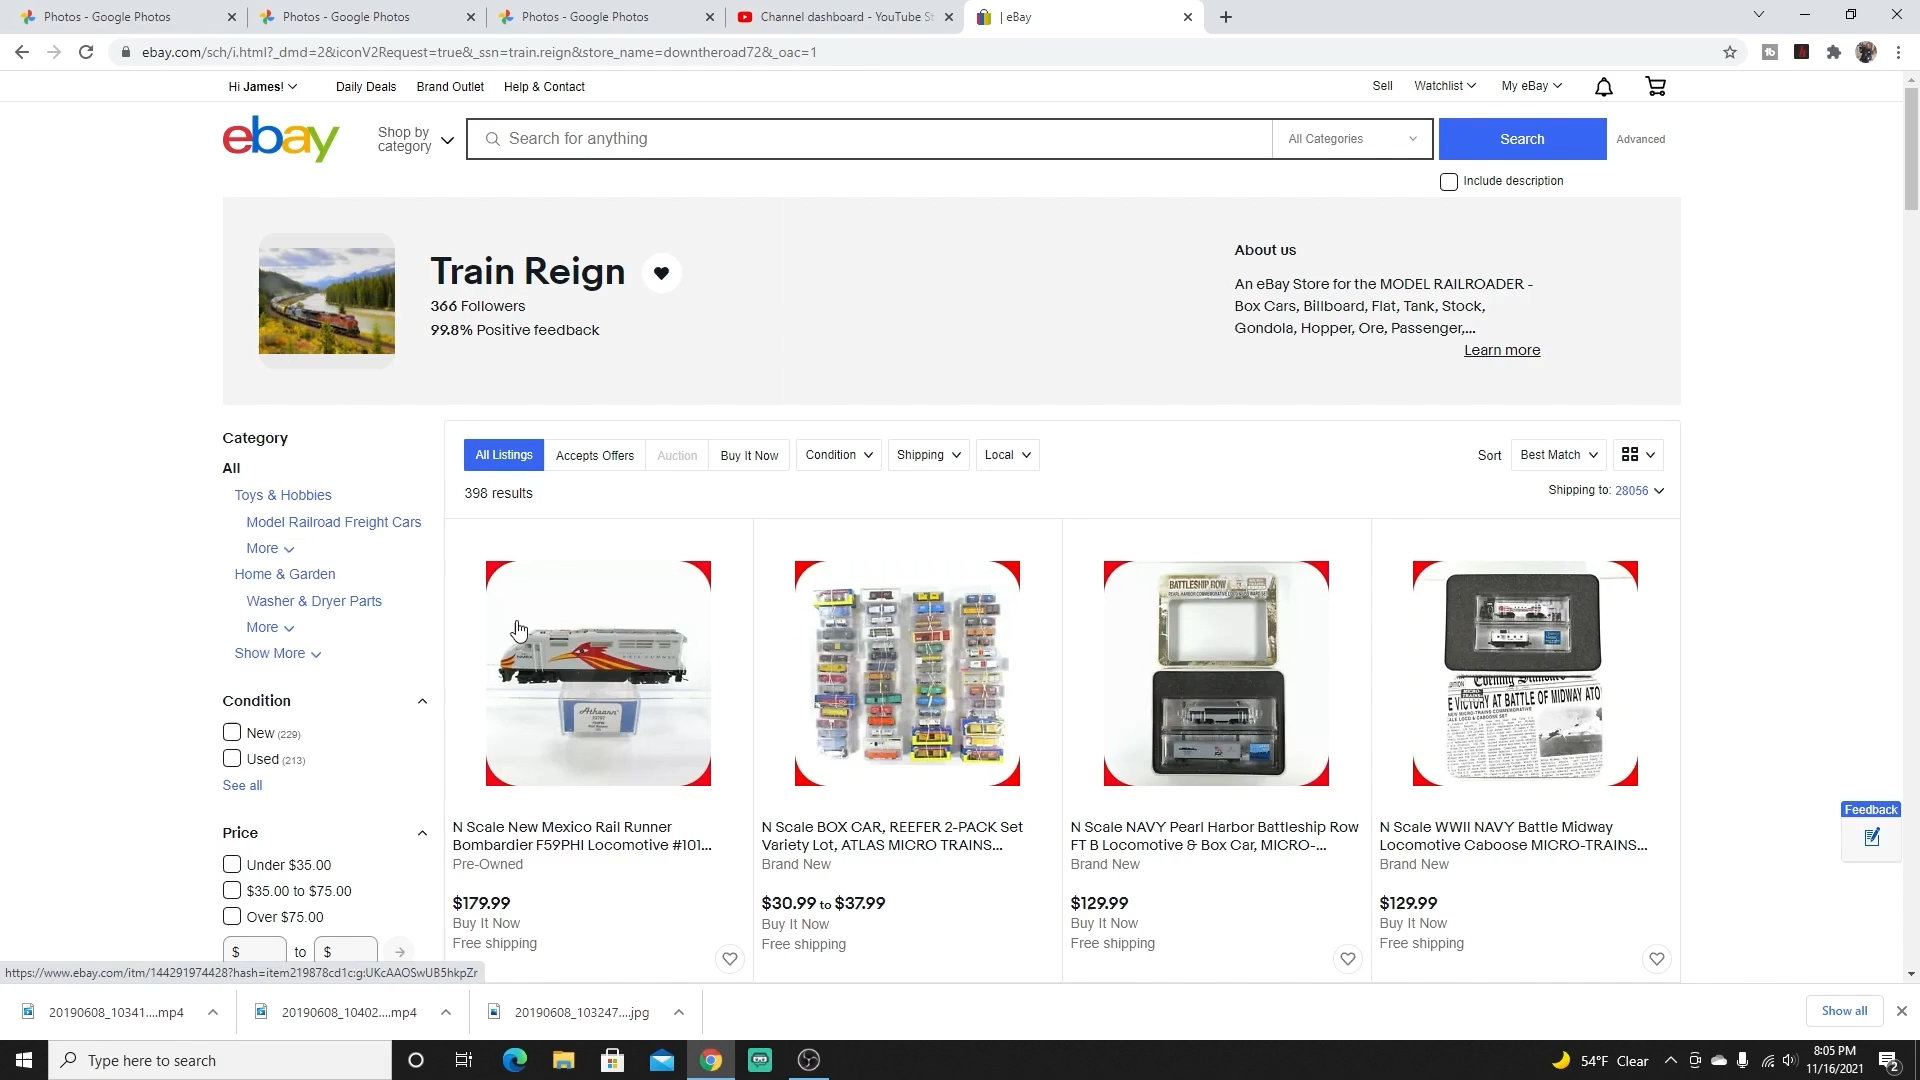 Photos - Google Photos
Photos - Google Photos
Photos - Google Photos
Channel dashboard - YouTube St
| eBay
ebay.com/sch/i.html?_dmd=2&iconV2Request=true&_ssn=train.reign&store_name=downtheroad72&_oac=1
Hi James!
Daily Deals
Brand Outlet
Help & Contact
Sell
Watchlist
My eBay
ebay
Shop by
category
Search for anything
All Categories
Search
Advanced
Include description
Train Reign
366 Followers
99.8% Positive feedback
About us
An eBay Store for the MODEL RAILROADER -
Box Cars, Billboard, Flat, Tank, Stock,
Gondola, Hopper, Ore, Passenger,...
Learn more
Category
All
Toys & Hobbies
Model Railroad Freight Cars
More
Home & Garden
Washer & Dryer Parts
More
Show More
Condition
New (229)
Used (213)
See all
Price
Under $35.00
$35.00 to $75.00
Over $75.00
$ to $
All Listings
Accepts Offers
Auction
Buy It Now
Condition
Shipping
Local
Sort
Best Match
398 results
Shipping to: 28056
Athearn
BATTLESHIP ROW
PEARL HARBOR COMMEMORATIVE
Evening Standard
E VICTORY AT BATTLE OF MIDWAY ATO
N Scale New Mexico Rail Runner
Bombardier F59PHI Locomotive #101...
Pre-Owned
$179.99
Buy It Now
Free shipping
N Scale BOX CAR, REEFER 2-PACK Set
Variety Lot, ATLAS MICRO TRAINS...
Brand New
$30.99 to $37.99
Buy It Now
Free shipping
N Scale NAVY Pearl Harbor Battleship Row
FT B Locomotive & Box Car, MICRO-...
Brand New
$129.99
Buy It Now
Free shipping
N Scale WWII NAVY Battle Midway
Locomotive Caboose MICRO-TRAINS...
Brand New
$129.99
Buy It Now
Free shipping
Feedback
https://www.ebay.com/itm/144291974428?hash=item219878cd1c:g:UKcAAOSwUB5hkpZr
20190608_10341....mp4
20190608_10402....mp4
20190608_103247....jpg
Show all
Type here to search
54°F Clear
8:05 PM
11/16/2021
2